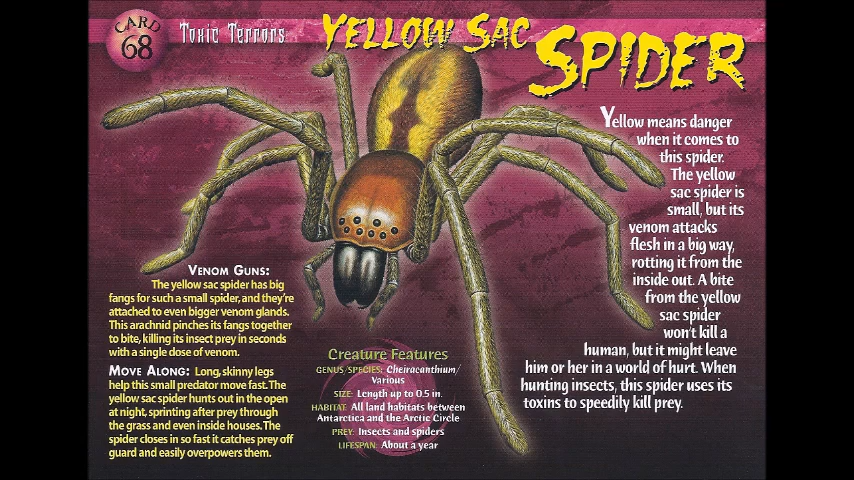 CARD
68
Toxic Terrors
YELLOW SAC
SPIDER
Yellow means danger
when it comes to
this spider.
The yellow
sac spider is
small, but its
venom attacks
flesh in a big way,
rotting it from the
inside out. A bite
from the yellow
sac spider
won't kill a
human, but it might leave
him or her in a world of hurt. When
hunting insects, this spider uses its
toxins to speedily kill prey.
VENOM GUNS:
The yellow sac spider has big
fangs for such a small spider, and they're
attached to even bigger venom glands.
This arachnid pinches its fangs together
to bite, killing its insect prey in seconds
with a single dose of venom.
MOVE ALONG: Long, skinny legs
help this small predator move fast. The
yellow sac spider hunts out in the open
at night, sprinting after prey through
the grass and even inside houses. The
spider closes in so fast it catches prey off
guard and easily overpowers them.
Creature Features
GENUS/SPECIES: Cheiracanthum/
Various
SIZE: Length up to 0.5 in.
HABITAT: All land habitats between
Antarctica and the Arctic Circle
PREY: Insects and spiders
LIFESPAN: About a year